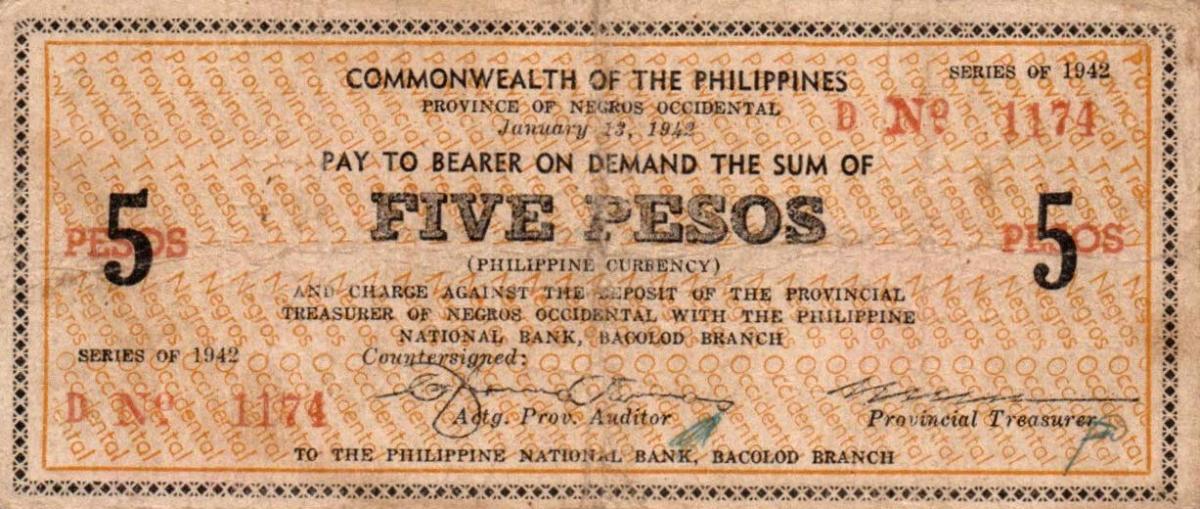 COMMONWEALTH OF THE PHILIPPINES
SERIES OF 1942
PROVINCE OF NEGROS OCCIDENTAL
D Nº 1174
January 13, 1942
PAY TO BEARER ON DEMAND THE SUM OF
5 PESOS
FIVE PESOS
5 PESOS
(PHILIPPINE CURRENCY)
AND CHARGE AGAINST THE DEPOSIT OF THE PROVINCIAL
TREASURER OF NEGROS OCCIDENTAL WITH THE PHILIPPINE
NATIONAL BANK, BACOLOD BRANCH
SERIES OF 1942
Countersigned:
D Nº 1174
Actg. Prov. Auditor
Provincial Treasurer
TO THE PHILIPPINE NATIONAL BANK, BACOLOD BRANCH